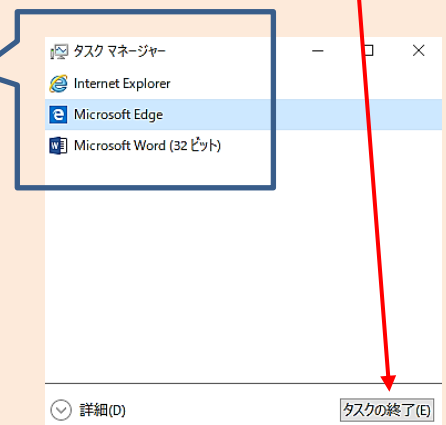 タスク マネージャー
Internet Explorer
Microsoft Edge
Microsoft Word (32 ビット)
詳細(D)
タスクの終了(E)